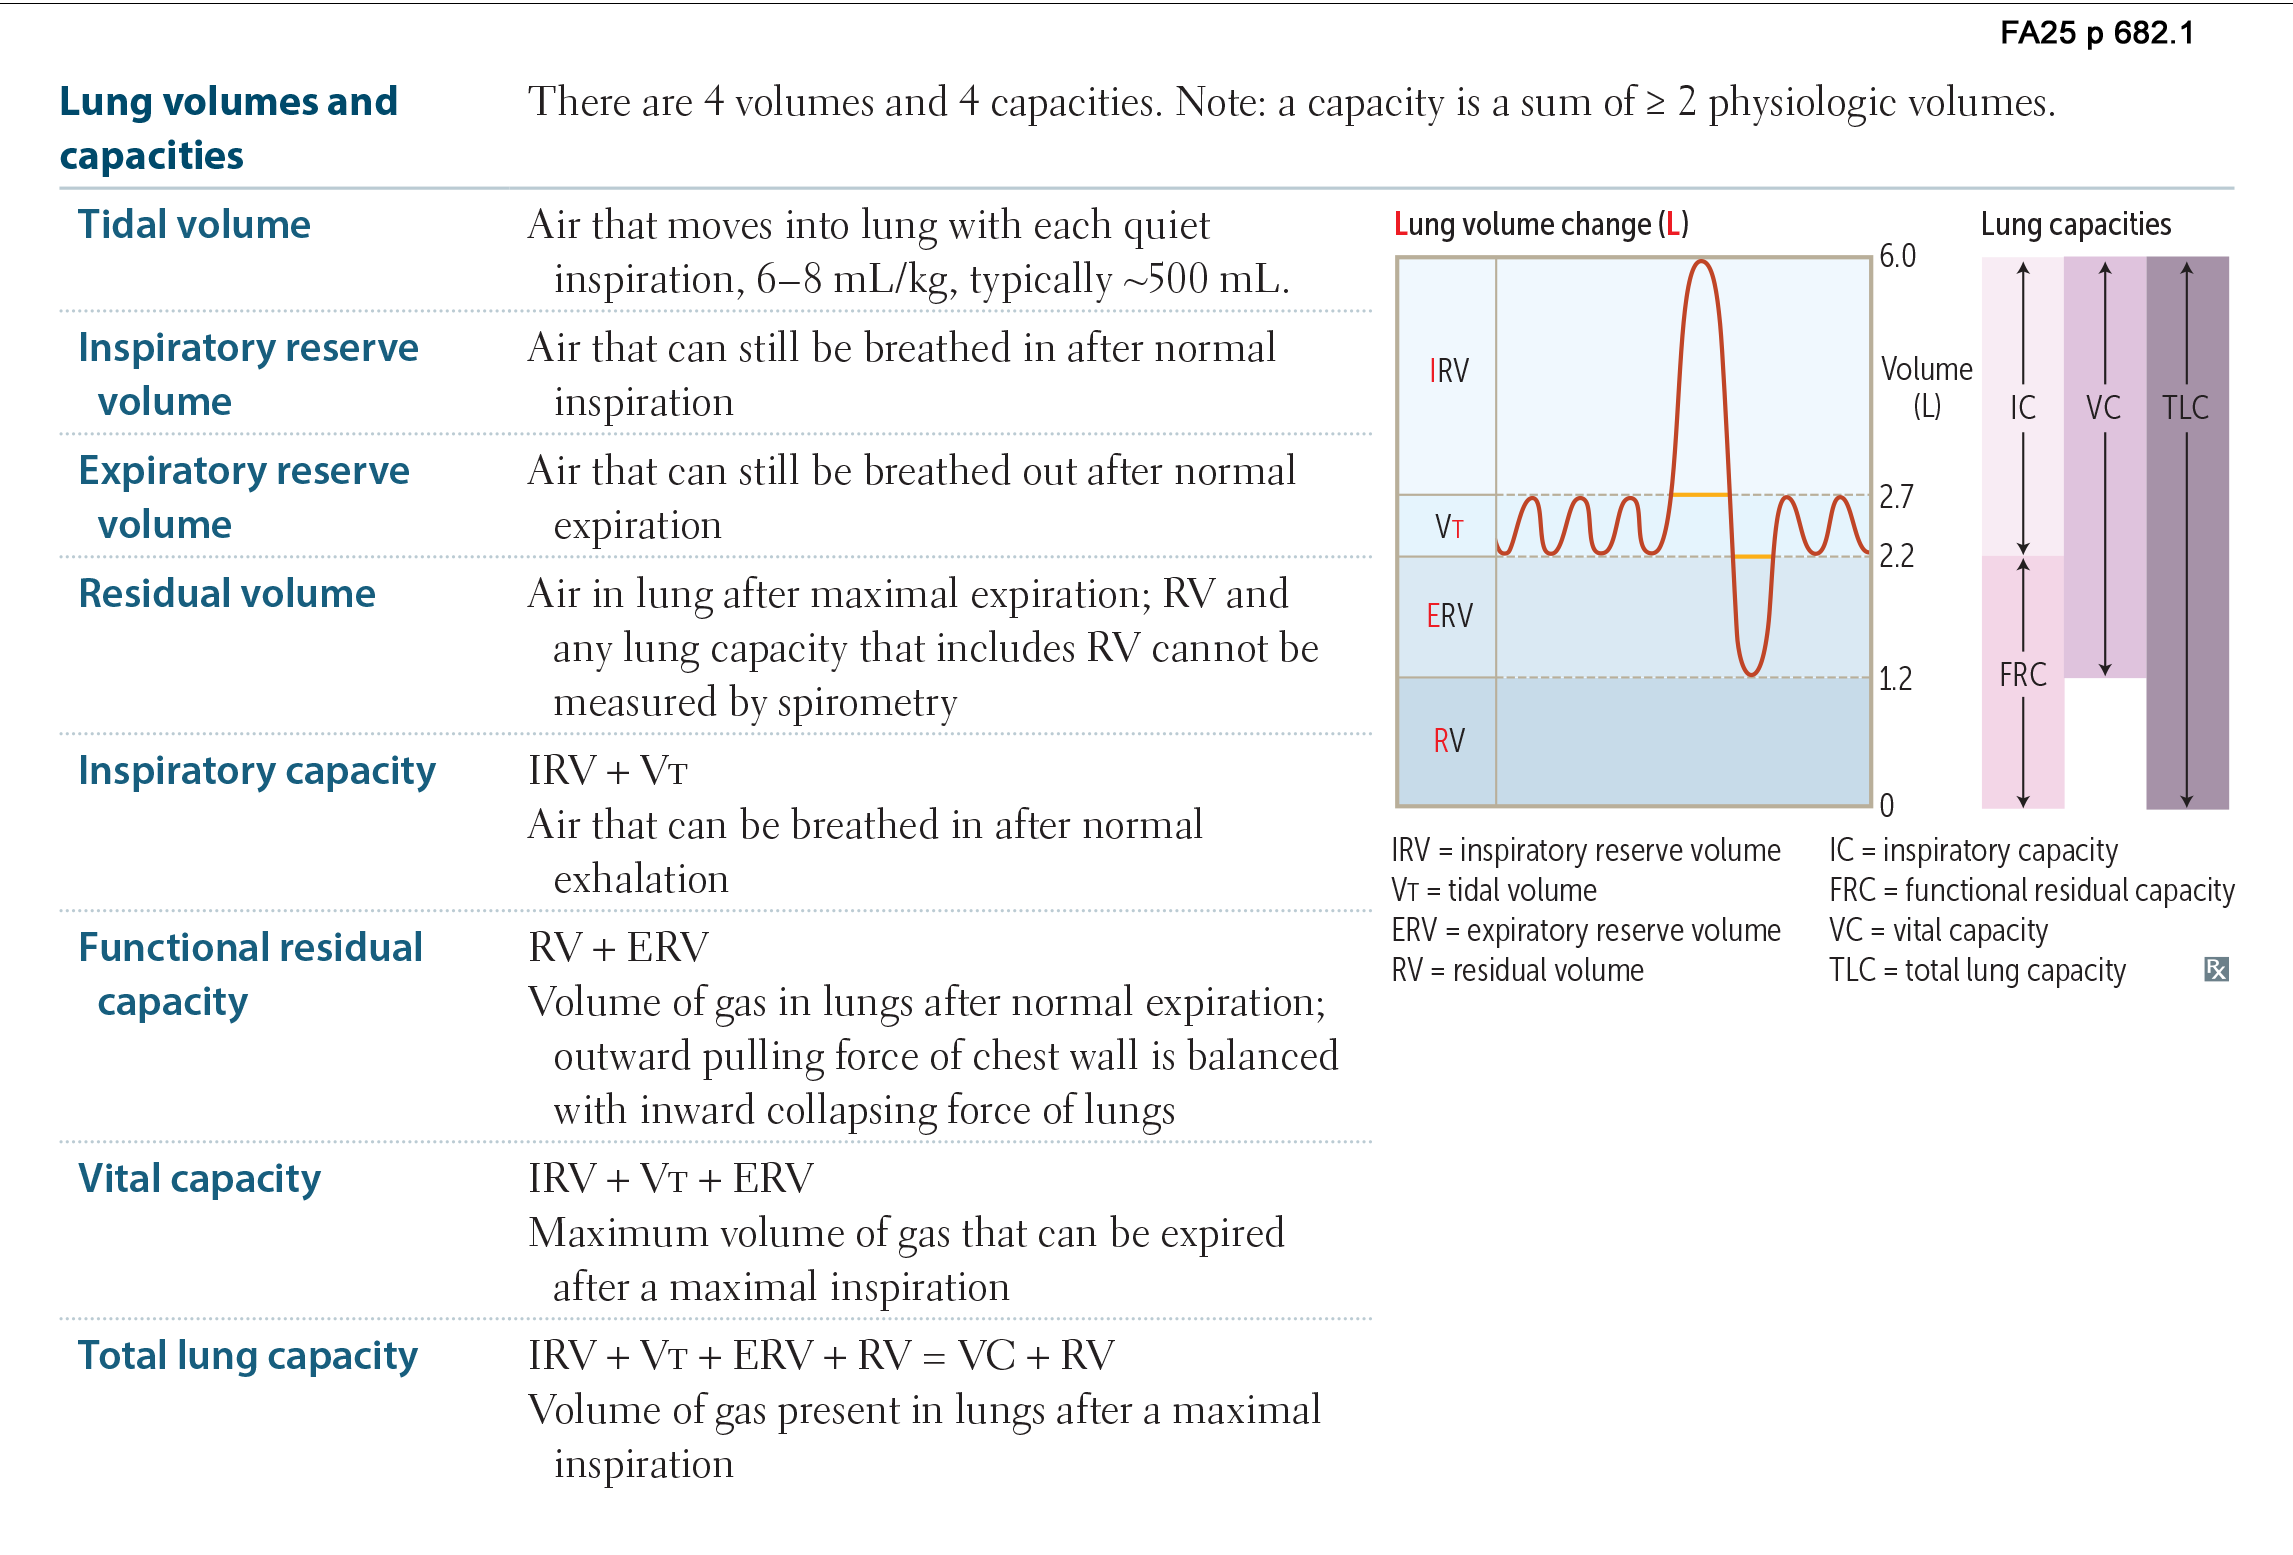 FA25 p 682.1
Lung volumes and
capacities
There are 4 volumes and 4 capacities. Note: a capacity is a sum of ≥ 2 physiologic volumes.
Tidal volume
Air that moves into lung with each quiet
inspiration, 6–8 mL/kg, typically ~500 mL.
Inspiratory reserve
volume
Air that can still be breathed in after normal
inspiration
Expiratory reserve
volume
Air that can still be breathed out after normal
expiration
Residual volume
Air in lung after maximal expiration; RV and
any lung capacity that includes RV cannot be
measured by spirometry
Inspiratory capacity
IRV + VT
Air that can be breathed in after normal
exhalation
Functional residual
capacity
RV + ERV
Volume of gas in lungs after normal expiration;
outward pulling force of chest wall is balanced
with inward collapsing force of lungs
Vital capacity
IRV + VT + ERV
Maximum volume of gas that can be expired
after a maximal inspiration
Total lung capacity
IRV + VT + ERV + RV = VC + RV
Volume of gas present in lungs after a maximal
inspiration
Lung volume change (L)
Lung capacities
6.0
IRV
Volume
(L)
IC
VC
TLC
2.7
VT
2.2
ERV
1.2
FRC
RV
0
IRV = inspiratory reserve volume
VT = tidal volume
ERV = expiratory reserve volume
RV = residual volume
IC = inspiratory capacity
FRC = functional residual capacity
VC = vital capacity
TLC = total lung capacity
Rx